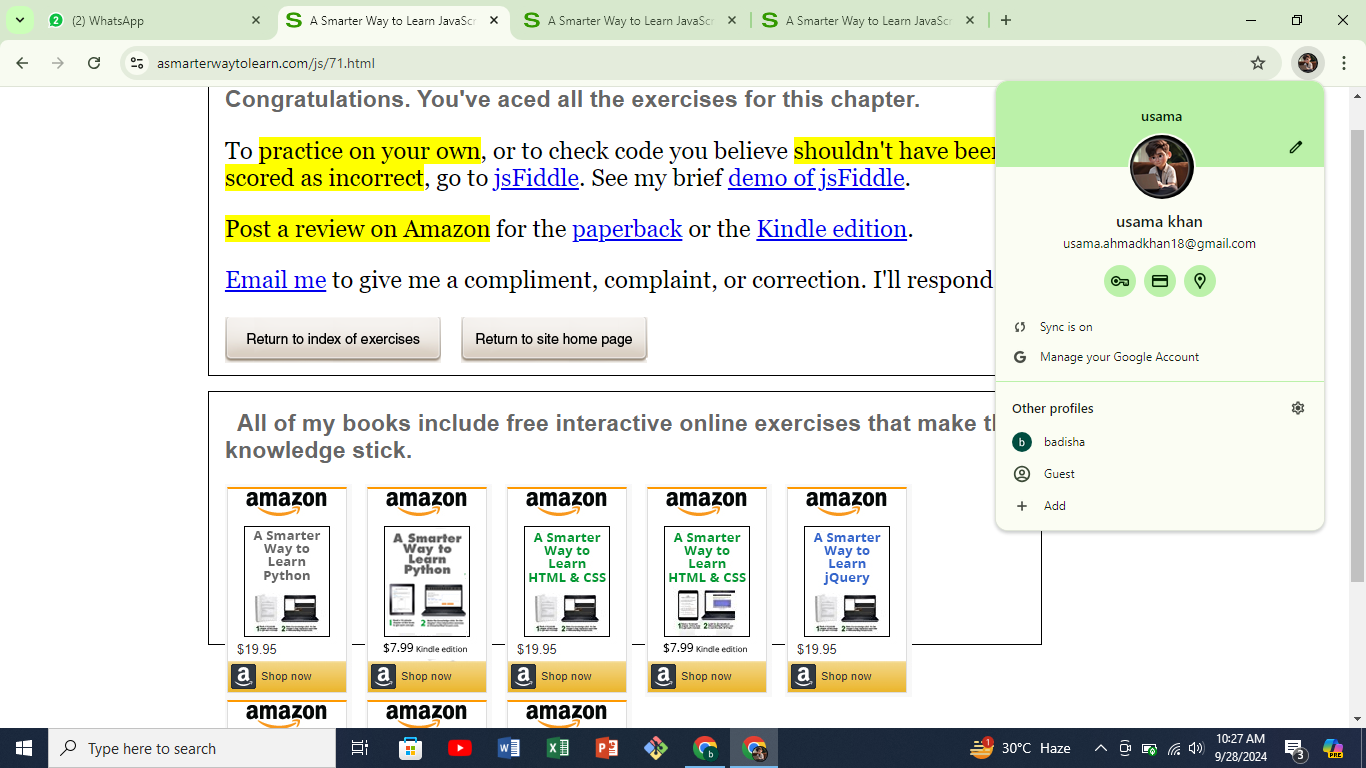 (2) WhatsApp
A Smarter Way to Learn JavaScr
A Smarter Way to Learn JavaScr
A Smarter Way to Learn JavaScr
asmarterwaytolearn.com/js/71.html
Congratulations. You've aced all the exercises for this chapter.
To practice on your own, or to check code you believe shouldn't have been
scored as incorrect, go to jsFiddle. See my brief demo of jsFiddle.
Post a review on Amazon for the paperback or the Kindle edition.
Email me to give me a compliment, complaint, or correction. I'll respond
Return to index of exercises
Return to site home page
All of my books include free interactive online exercises that make th
knowledge stick.
amazon
A Smarter
Way to
Learn
Python
$19.95
Shop now
amazon
A Smarter
Way to
Learn
Python
$7.99 Kindle edition
Shop now
amazon
A Smarter
Way to
Learn
HTML & CSS
$19.95
Shop now
amazon
A Smarter
Way to
Learn
HTML & CSS
$7.99 Kindle edition
Shop now
amazon
A Smarter
Way to
Learn
jQuery
$19.95
Shop now
amazon
amazon
amazon
usama
usama khan
usama.ahmadkhan18@gmail.com
Sync is on
Manage your Google Account
Other profiles
b
badisha
Guest
Add
Type here to search
30°C Haze
10:27 AM
9/28/2024
3